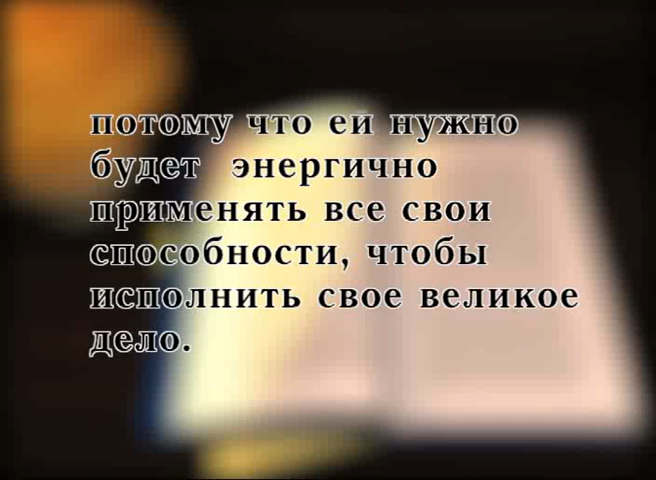 потому что ей нужно
будет энергично
применять все свои
способности, чтобы
исполнить свое великое
дело.